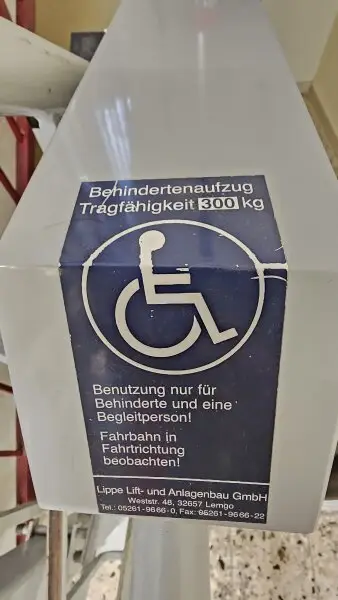 Behindertenaufzug
Tragfähigkeit 300 kg
Benutzung nur für
Behinderte und eine
Begleitperson!
Fahrbahn in
Fahrtrichtung
beobachten!
Lippe Lift- und Anlagenbau GmbH
Weststr. 46, 32657 Lemgo
Tel.: 05261-9666-0, Fax: 95261-9666-22